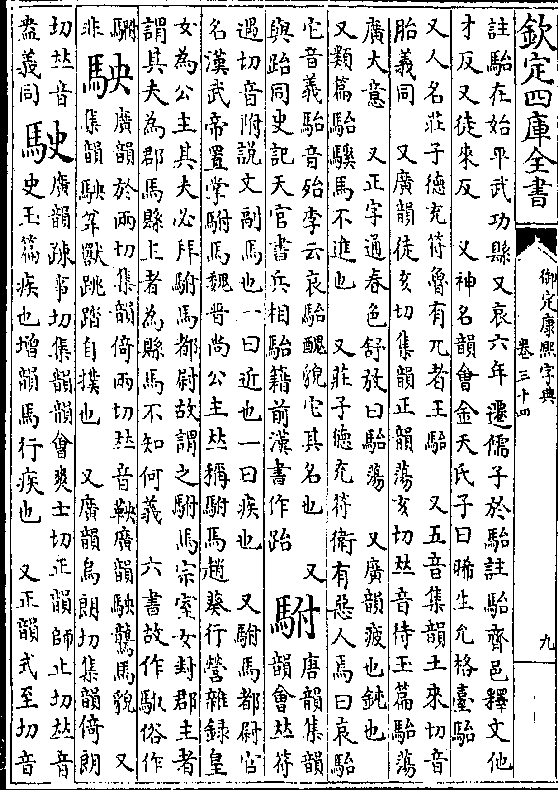 欽定四庫全書
御定康熙字典
卷三十四
九
註駘在始平武功縣又哀六年遷儒子於駘註駘齊邑釋文他
才反又徒來反 又神名韻會金天氏子曰昧生允格臺駘
又人名莊子德充符魯有兀者王駘 又五音集韻土來切音
胎義同 又廣韻徒亥切集韻正韻蕩亥切𠀤音待玉篇駘蕩
廣大意 又正字通春色舒放曰駘蕩 又廣韻疲也鈍也
又類篇駘驥馬不進也 又莊子德充符衛有惡人焉曰哀駘
它音義駘音殆李云哀駘醜貌它其名也 又
與跆同史記天官書兵相駘籍前漢書作跆
駙
唐韻集韻
韻會𠀤符
遇切音附說文副馬也一曰近也一曰疾也 又駙馬都尉官
名漢武帝置掌駙馬魏晉尚公主𠀤稱駙馬趙葵行營雜録皇
女為公主其夫必拜駙馬都尉故謂之駙馬宗室女封郡主者
謂其夫為郡馬縣主者為縣馬不知何義 六書故作俗作
非
駚
廣韻於兩切集韻倚兩切𠀤音鞅廣韻駚䮾馬貌 又
集韻駚獸跳踏自撲也 又廣韻烏朗切集韻倚朗
切𠀤音
盎義同
駛
廣韻疎事切集韻韻會爽士切正韻師止切𠀤音
史玉篇疾也增韻馬行疾也 又正韻式至切音